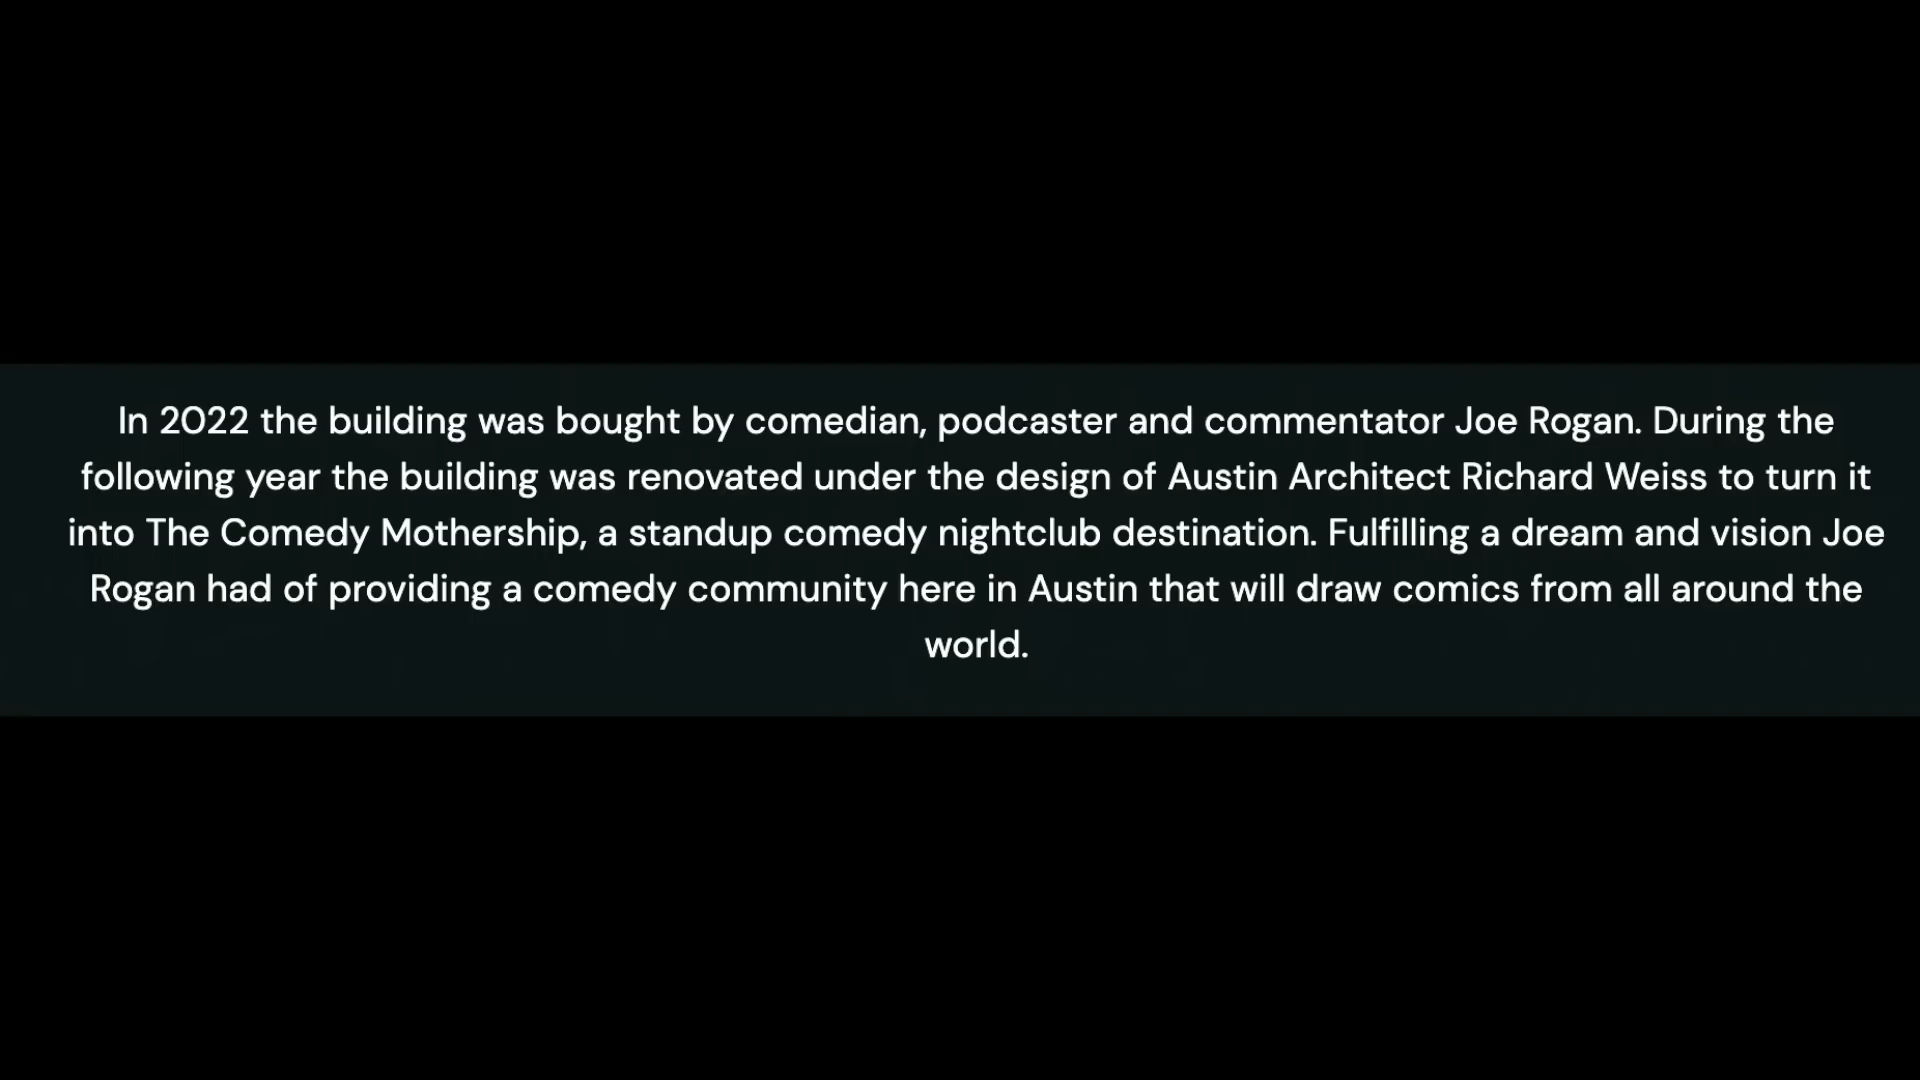 In 2022 the building was bought by comedian, podcaster and commentator Joe Rogan. During the
following year the building was renovated under the design of Austin Architect Richard Weiss to turn it
into The Comedy Mothership, a standup comedy nightclub destination. Fulfilling a dream and vision Joe
Rogan had of providing a comedy community here in Austin that will draw comics from all around the
world.